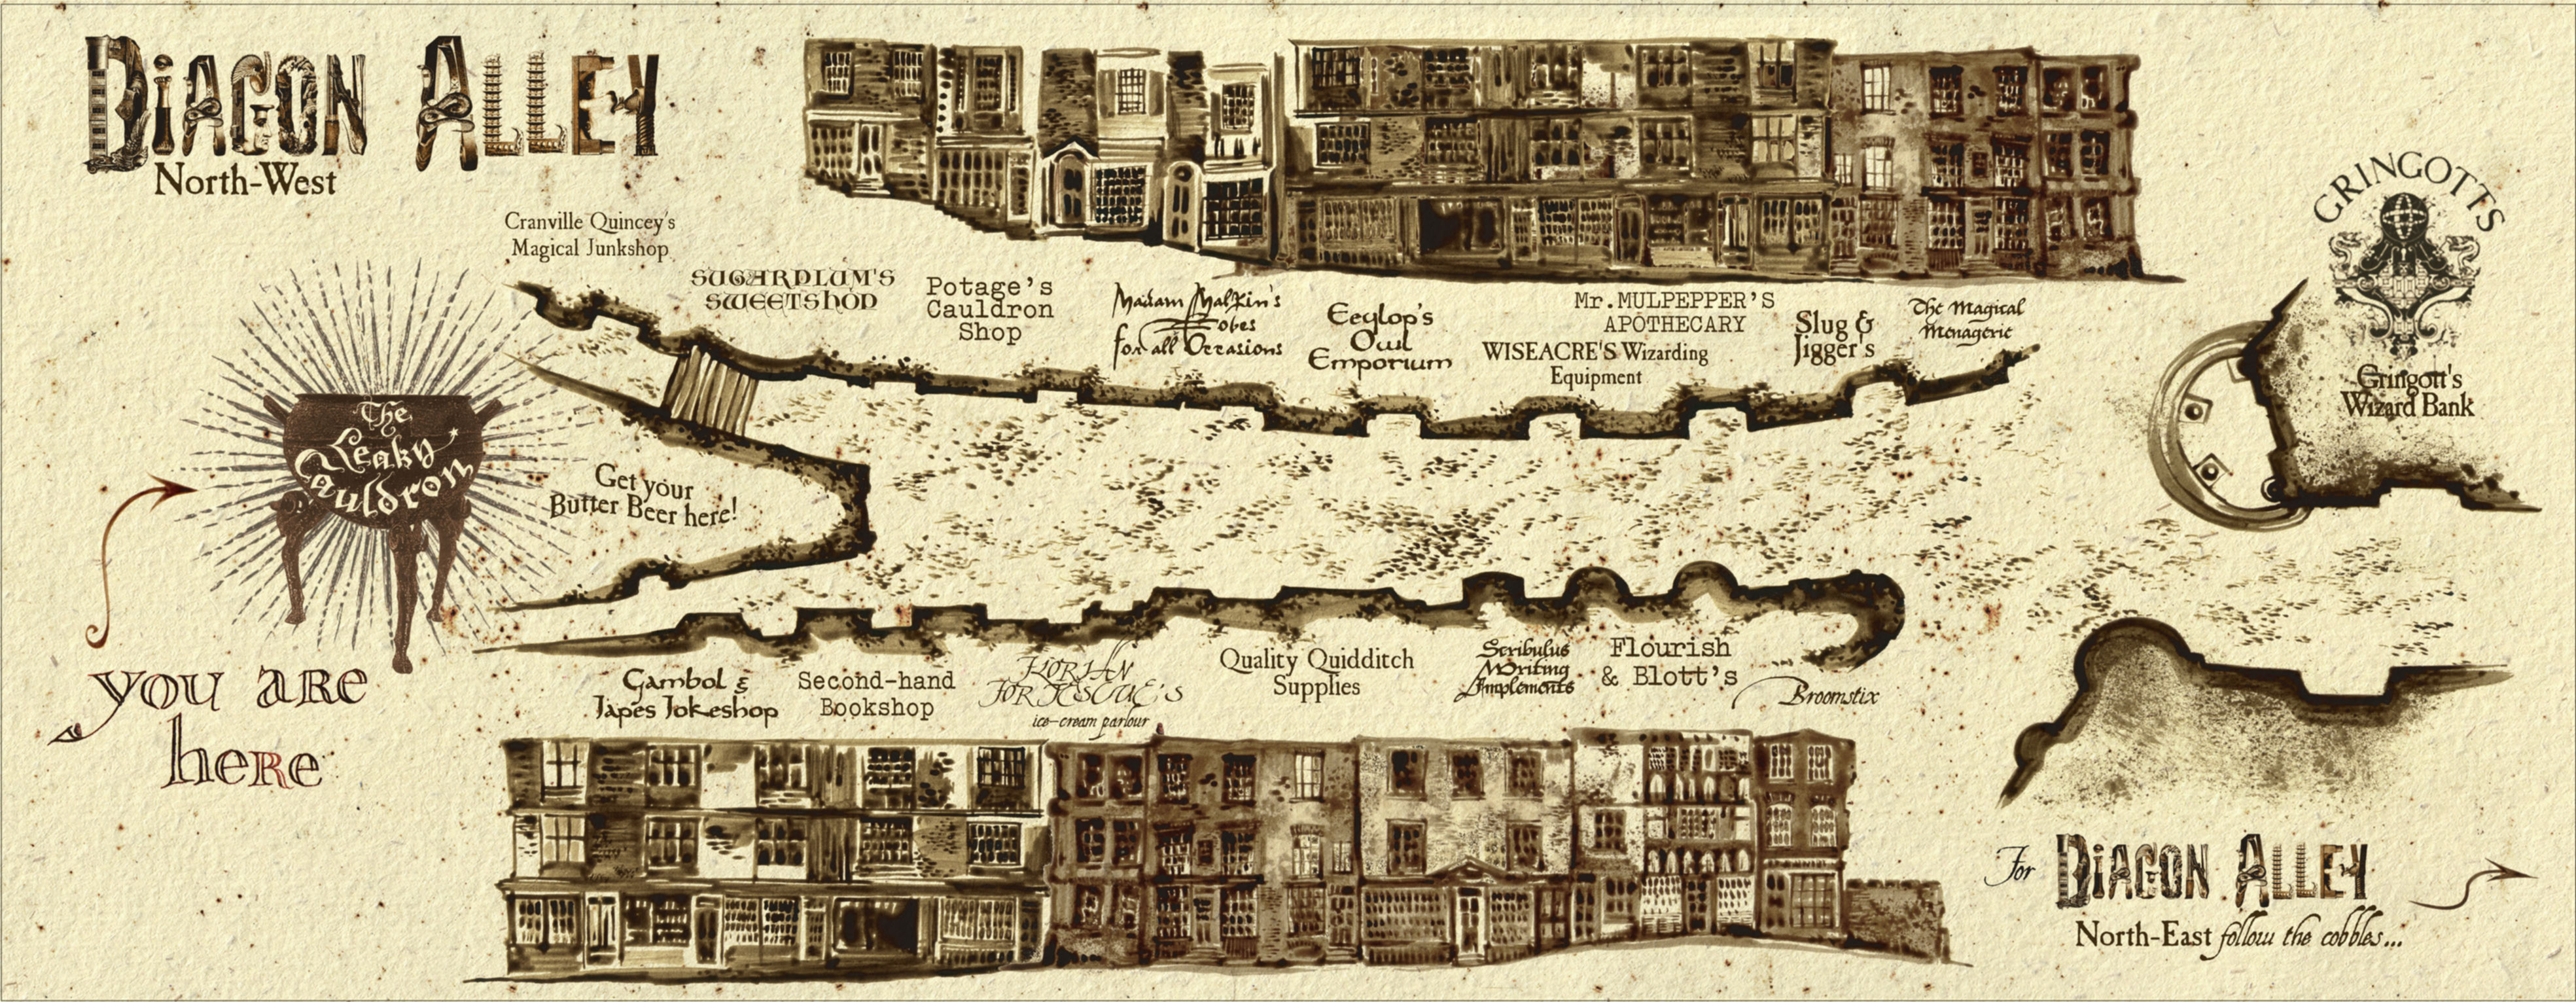 DIAGON ALLEY
North-West
Cranville Quincey's
Magical Junkshop
SUGARPLUM'S
SWEETSHOP
Potage's
Cauldron
Shop
Madam Malkin's
Robes
for all Occasions
Eeylop's
Owl
Emporium
Mr. MULPEPPER'S
APOTHECARY
WISEACRE'S Wizarding
Equipment
Slug &
Jigger's
The Magical
Menagerie
GRINGOTTS
Gringott's
Wizard Bank
The
Leaky
Cauldron
Get your
Butter Beer here!
you are
here
Gambol &
Japes Jokeshop
Second-hand
Bookshop
FLORIAN
FORTESCUE'S
ice-cream parlour
Quality Quidditch
Supplies
Scribulus
Writing
Implements
Flourish
& Blott's
Broomstix
For DIAGON ALLEY
North-East follow the cobbles...